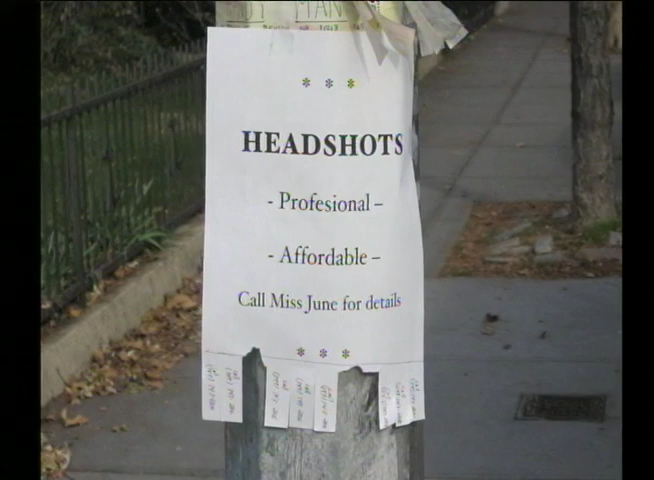 * * *
HEADSHOTS
- Profesional –
- Affordable –
Call Miss June for details
* * *